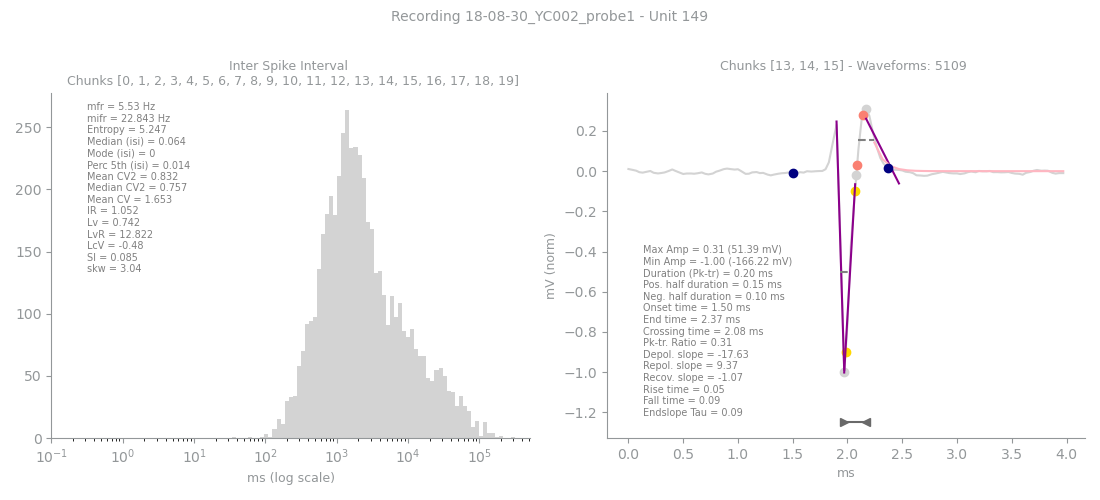 Recording 18-08-30_YC002_probe1 - Unit 149
Inter Spike Interval
Chunks [0, 1, 2, 3, 4, 5, 6, 7, 8, 9, 10, 11, 12, 13, 14, 15, 16, 17, 18, 19]
mfr = 5.53 Hz
mifr = 22.843 Hz
Entropy = 5.247
Median (isi) = 0.064
Mode (isi) = 0
Perc 5th (isi) = 0.014
Mean CV2 = 0.832
Median CV2 = 0.757
Mean CV = 1.653
IR = 1.052
Lv = 0.742
LvR = 12.822
LcV = -0.48
SI = 0.085
skw = 3.04
250
200
150
100
50
0
10⁻¹ 10⁰ 10¹ 10² 10³ 10⁴ 10⁵
ms (log scale)
Chunks [13, 14, 15] - Waveforms: 5109
mV (norm)
0.2
0.0
−0.2
−0.4
−0.6
−0.8
−1.0
−1.2
Max Amp = 0.31 (51.39 mV)
Min Amp = -1.00 (-166.22 mV)
Duration (Pk-tr) = 0.20 ms
Pos. half duration = 0.15 ms
Neg. half duration = 0.10 ms
Onset time = 1.50 ms
End time = 2.37 ms
Crossing time = 2.08 ms
Pk-tr. Ratio = 0.31
Depol. slope = -17.63
Repol. slope = 9.37
Recov. slope = -1.07
Rise time = 0.05
Fall time = 0.09
Endslope Tau = 0.09
0.0 0.5 1.0 1.5 2.0 2.5 3.0 3.5 4.0
ms